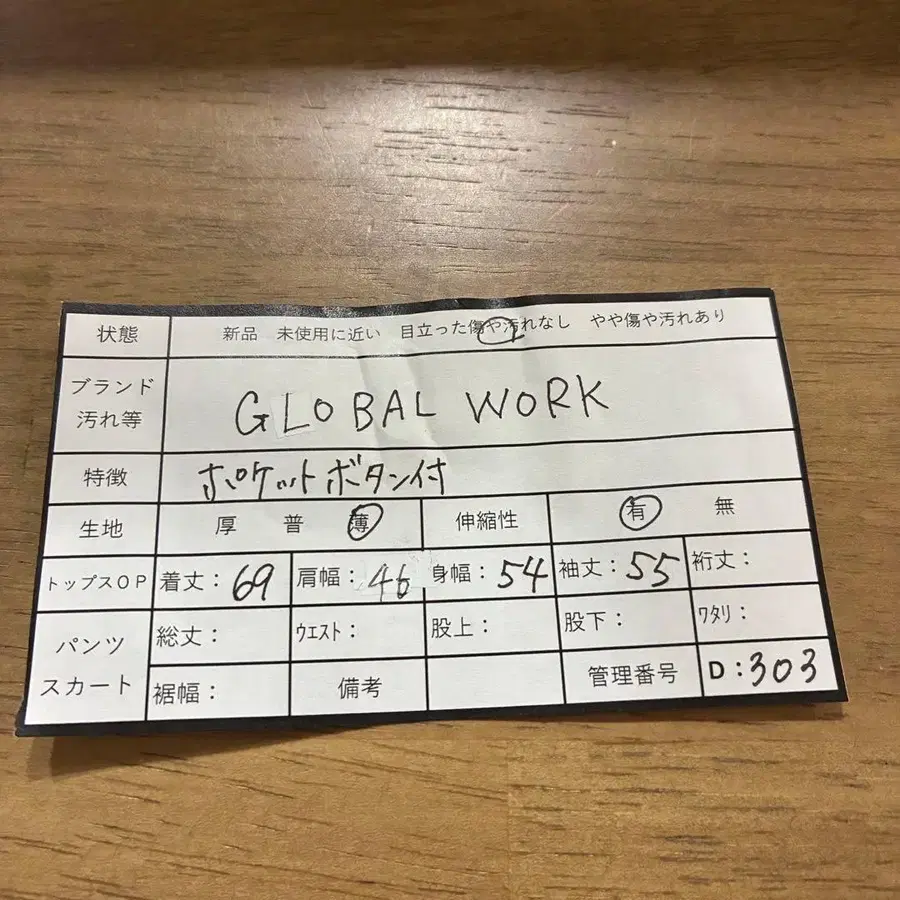 状態 新品 未使用に近い 目立った傷や汚れなし やや傷や汚れあり
ブランド
汚れ等
GLOBAL WORK
特徴 ポケットボタン付
生地 厚 普 薄 伸縮性 有 無
トップスOP 着丈：69 肩幅：46 身幅：54 袖丈：55 裄丈：
パンツ
スカート
総丈： ウエスト： 股上： 股下： ワタリ：
裾幅： 備考 管理番号 D：303